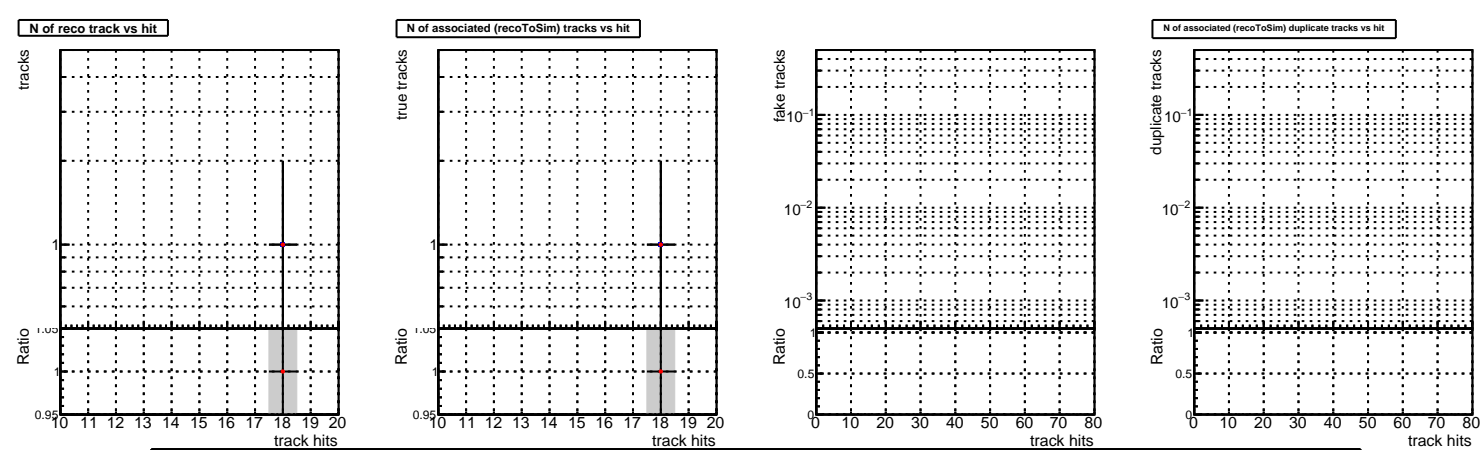 N of reco track vs hit
tracks
1
1.05
Ratio
1
0.95
10 11 12 13 14 15 16 17 18 19 20
track hits
N of associated (recoToSim) tracks vs hit
true tracks
1
1.05
Ratio
1
0.95
10 11 12 13 14 15 16 17 18 19 20
track hits
fake tracks
10−1
10−2
10−3
Ratio
1
0.5
0
0 10 20 30 40 50 60 70 80
track hits
N of associated (recoToSim) duplicate tracks vs hit
duplicate tracks
10−1
10−2
10−3
Ratio
1
0.5
0
0 10 20 30 40 50 60 70 80
track hits